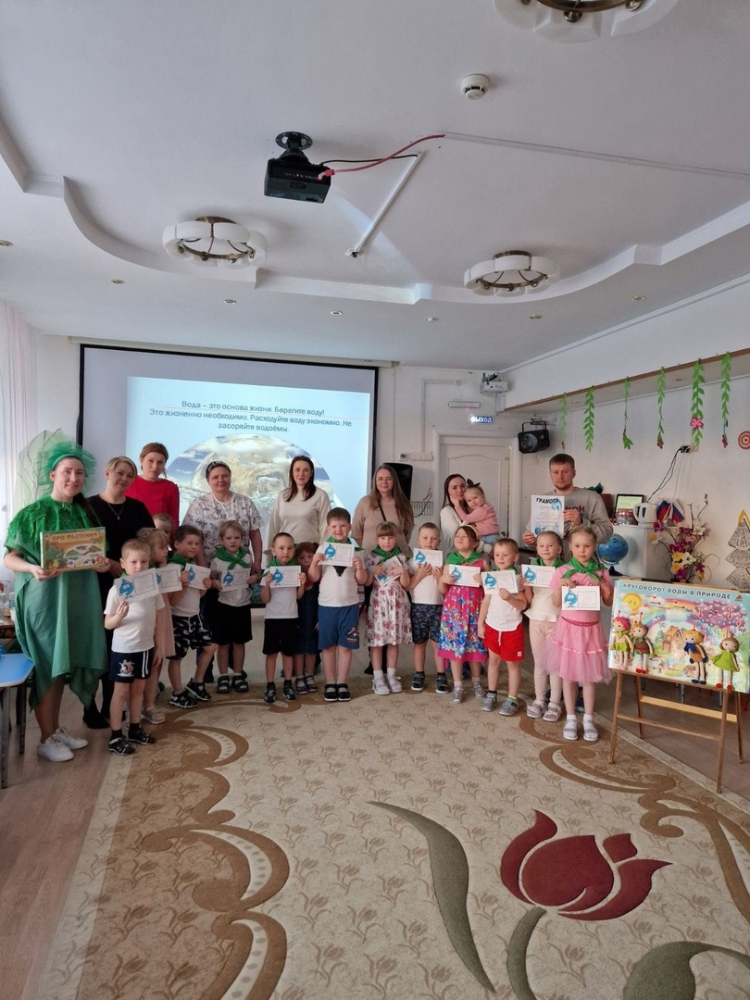 Вода – это основа жизни. Берегите воду!
Это жизненно необходимо. Расходуйте воду экономно. Не
засоряйте водоёмы.
ВЫХОД
ГРАМОТА
ПРО РАСТЕНИЯ
КРУГОВОРОТ ВОДЫ В ПРИРОДЕ